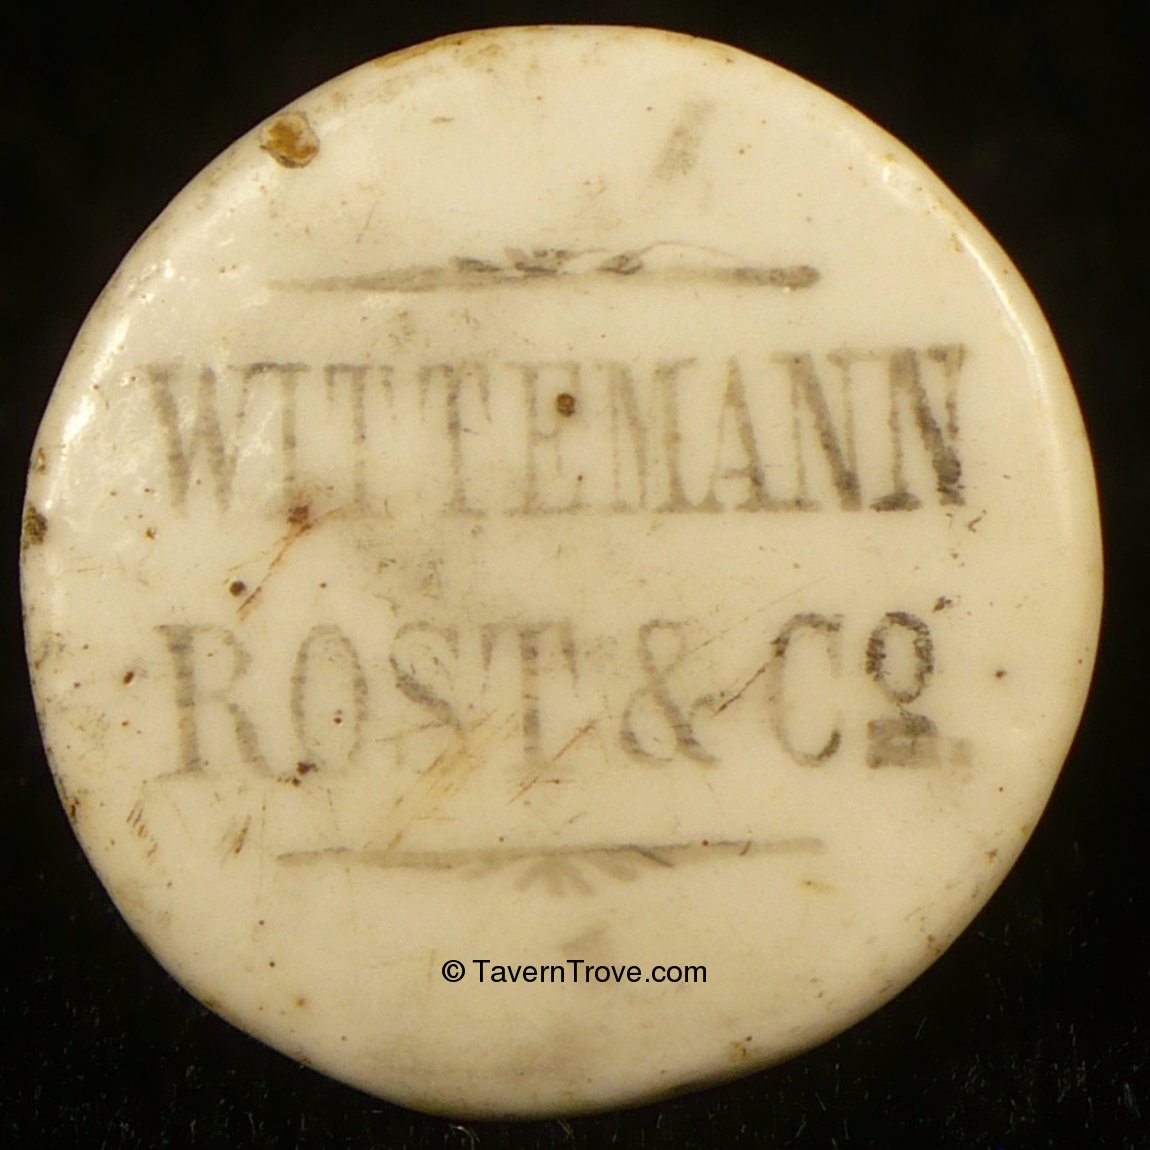 WITTEMANN
ROST & Cº
© TavernTrove.com